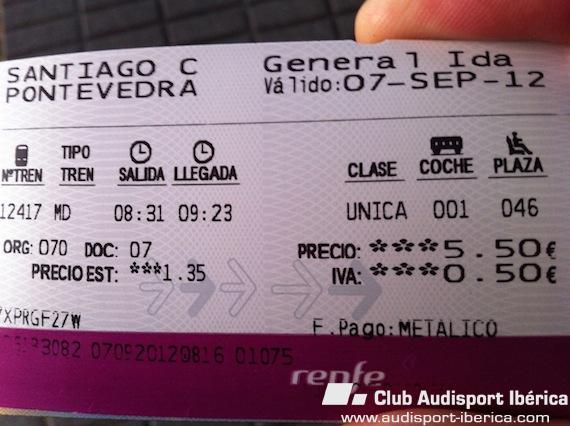 SANTIAGO C General Ida
PONTEVEDRA Válido:07-SEP-12
NºTREN TIPO TREN SALIDA LLEGADA CLASE COCHE PLAZA
12417 MD 08:31 09:23 UNICA 001 046
ORG: 070 DOC: 07 PRECIO: ***5.50€
PRECIO EST: ***1.35 IVA: ***0.50€
XPRGF27W
F.Pago:METALICO
070920120816 01075
renfe
Club Audisport Ibérica
www.audisport-iberica.com